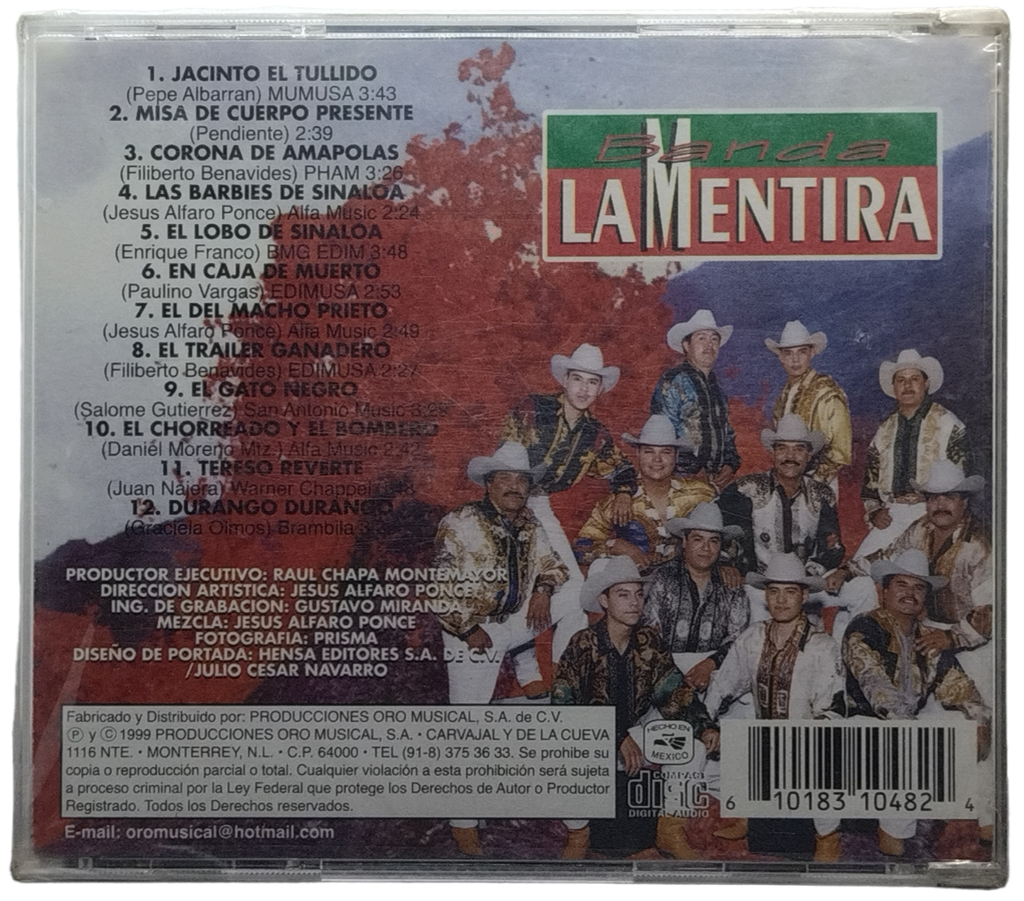 1. JACINTO EL TULLIDO
(Pepe Albarran) MUMUSA 3:43
2. MISA DE CUERPO PRESENTE
(Pendiente) 2:39
3. CORONA DE AMAPOLAS
(Filiberto Benavides) PHAM 3:26
4. LAS BARBIES DE SINALOA
(Jesus Alfaro Ponce) Alfa Music 2:24
5. EL LOBO DE SINALOA
(Enrique Franco) BMG EDIM 3:48
6. EN CAJA DE MUERTO
(Paulino Vargas) EDIMUSA 2:53
7. EL DEL MACHO PRIETO
(Jesus Alfaro Ponce) Alfa Music 2:49
8. EL TRAILER GANADERO
(Filiberto Benavides) EDIMUSA 2:27
9. EL GATO NEGRO
(Salome Gutierrez) San Antonio Music 3:29
10. EL CHORREADO Y EL BOMBERO
(Daniel Moreno Mtz.) Alfa Music 2:42
11. TERESO REVERTE
(Juan Nájera) Warner Chappel
12. DURANGO DURANGO
(Graciela Olmos) Brambila
Banda
LA MENTIRA
PRODUCTOR EJECUTIVO: RAUL CHAPA MONTEMAYOR
DIRECCION ARTISTICA: JESUS ALFARO PONCE
ING. DE GRABACION: GUSTAVO MIRANDA
MEZCLA: JESUS ALFARO PONCE
FOTOGRAFIA: PRISMA
DISEÑO DE PORTADA: HENSA EDITORES S.A. DE C.V.
/JULIO CESAR NAVARRO
Fabricado y Distribuido por: PRODUCCIONES ORO MUSICAL, S.A. de C.V.
Ⓟ y Ⓒ 1999 PRODUCCIONES ORO MUSICAL, S.A. • CARVAJAL Y DE LA CUEVA
1116 NTE. • MONTERREY, N.L. • C.P. 64000 • TEL (91-8) 375 36 33. Se prohibe su
copia o reproducción parcial o total. Cualquier violación a esta prohibición será sujeta
a proceso criminal por la Ley Federal que protege los Derechos de Autor o Productor
Registrado. Todos los Derechos reservados.
E-mail: oromusical@hotmail.com
HECHO EN
MEXICO
COMPACT
disc
DIGITAL AUDIO
6 10183 10482 4